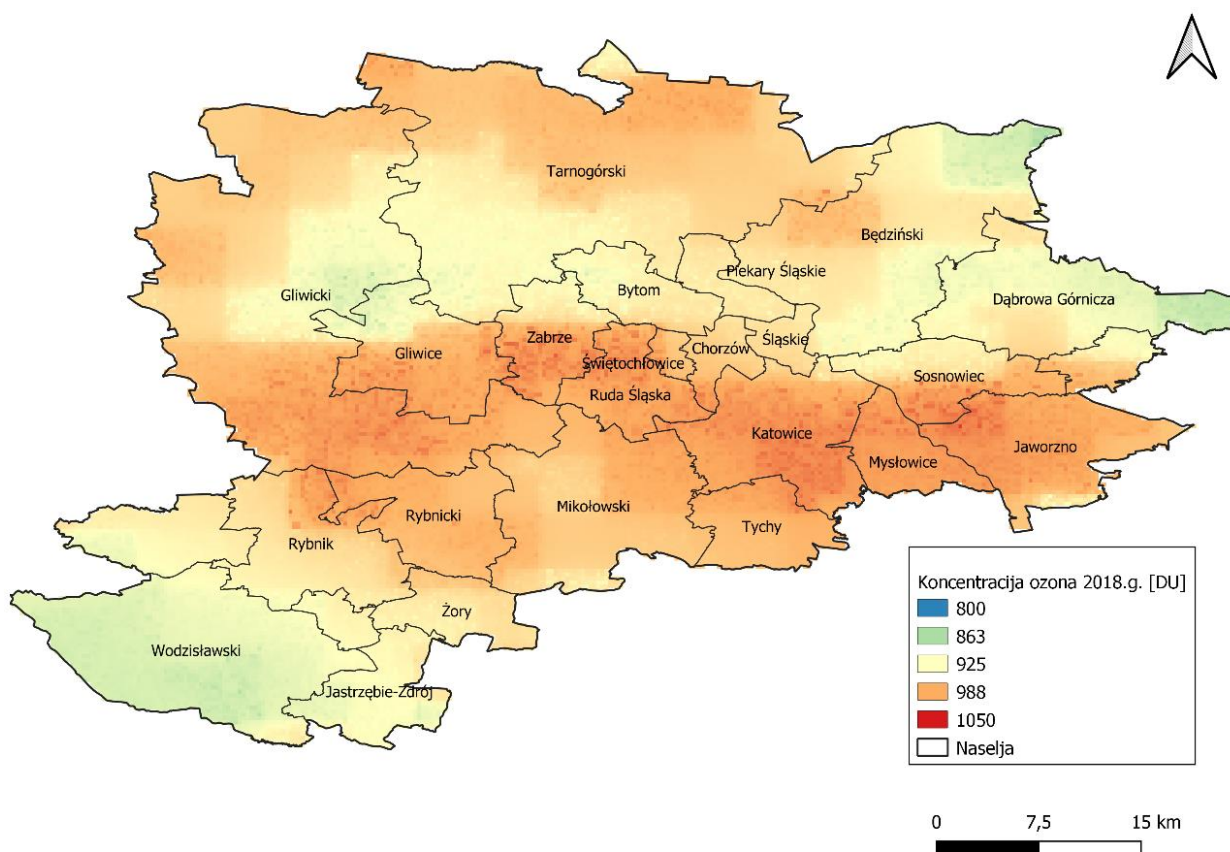 Tarnogórski
Będziński
Piekary Śląskie
Gliwicki
Bytom
Dąbrowa Górnicza
Zabrze
Gliwice
Chorzów
Śląskie
Świętochłowice
Sosnowiec
Ruda Śląska
Katowice
Jaworzno
Mysłowice
Mikołowski
Rybnicki
Tychy
Rybnik
Żory
Wodzisławski
Jastrzębie-Zdrój
Koncentracija ozona 2018.g. [DU]
800
863
925
988
1050
Naselja
0 7,5 15 km